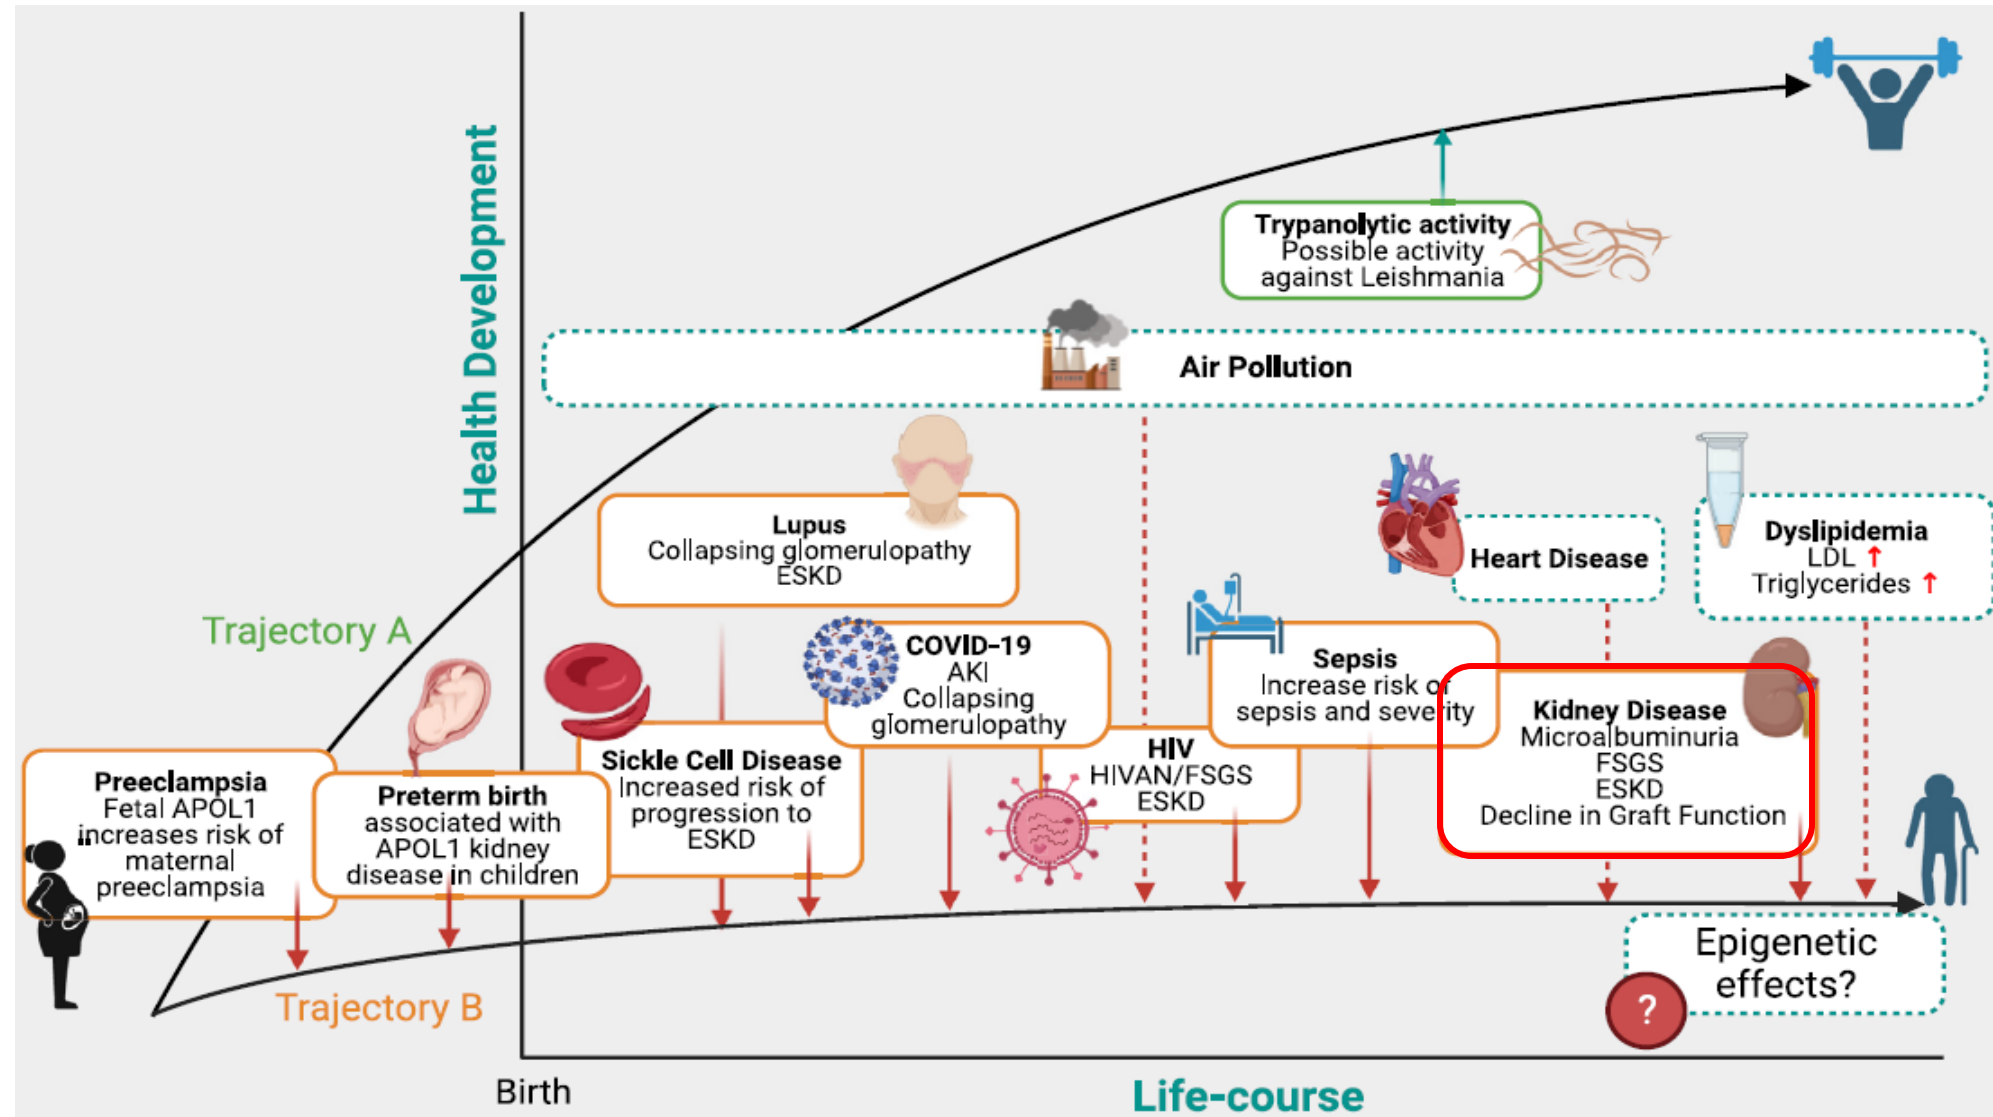 Health Development
Trypanolytic activity
Possible activity
against Leishmania
Air Pollution
Lupus
Collapsing glomerulopathy
ESKD
Heart Disease
Dyslipidemia
LDL ↑
Triglycerides ↑
Trajectory A
COVID-19
AKI
Collapsing
glomerulopathy
Sepsis
Increase risk of
sepsis and severity
Kidney Disease
Microalbuminuria
FSGS
ESKD
Decline in Graft Function
HIV
HIVAN/FSGS
ESKD
Sickle Cell Disease
Increased risk of
progression to
ESKD
Preeclampsia
Fetal APOL1
increases risk of
maternal
preeclampsia
Preterm birth
associated with
APOL1 kidney
disease in children
Trajectory B
Epigenetic
effects?
?
Birth
Life-course